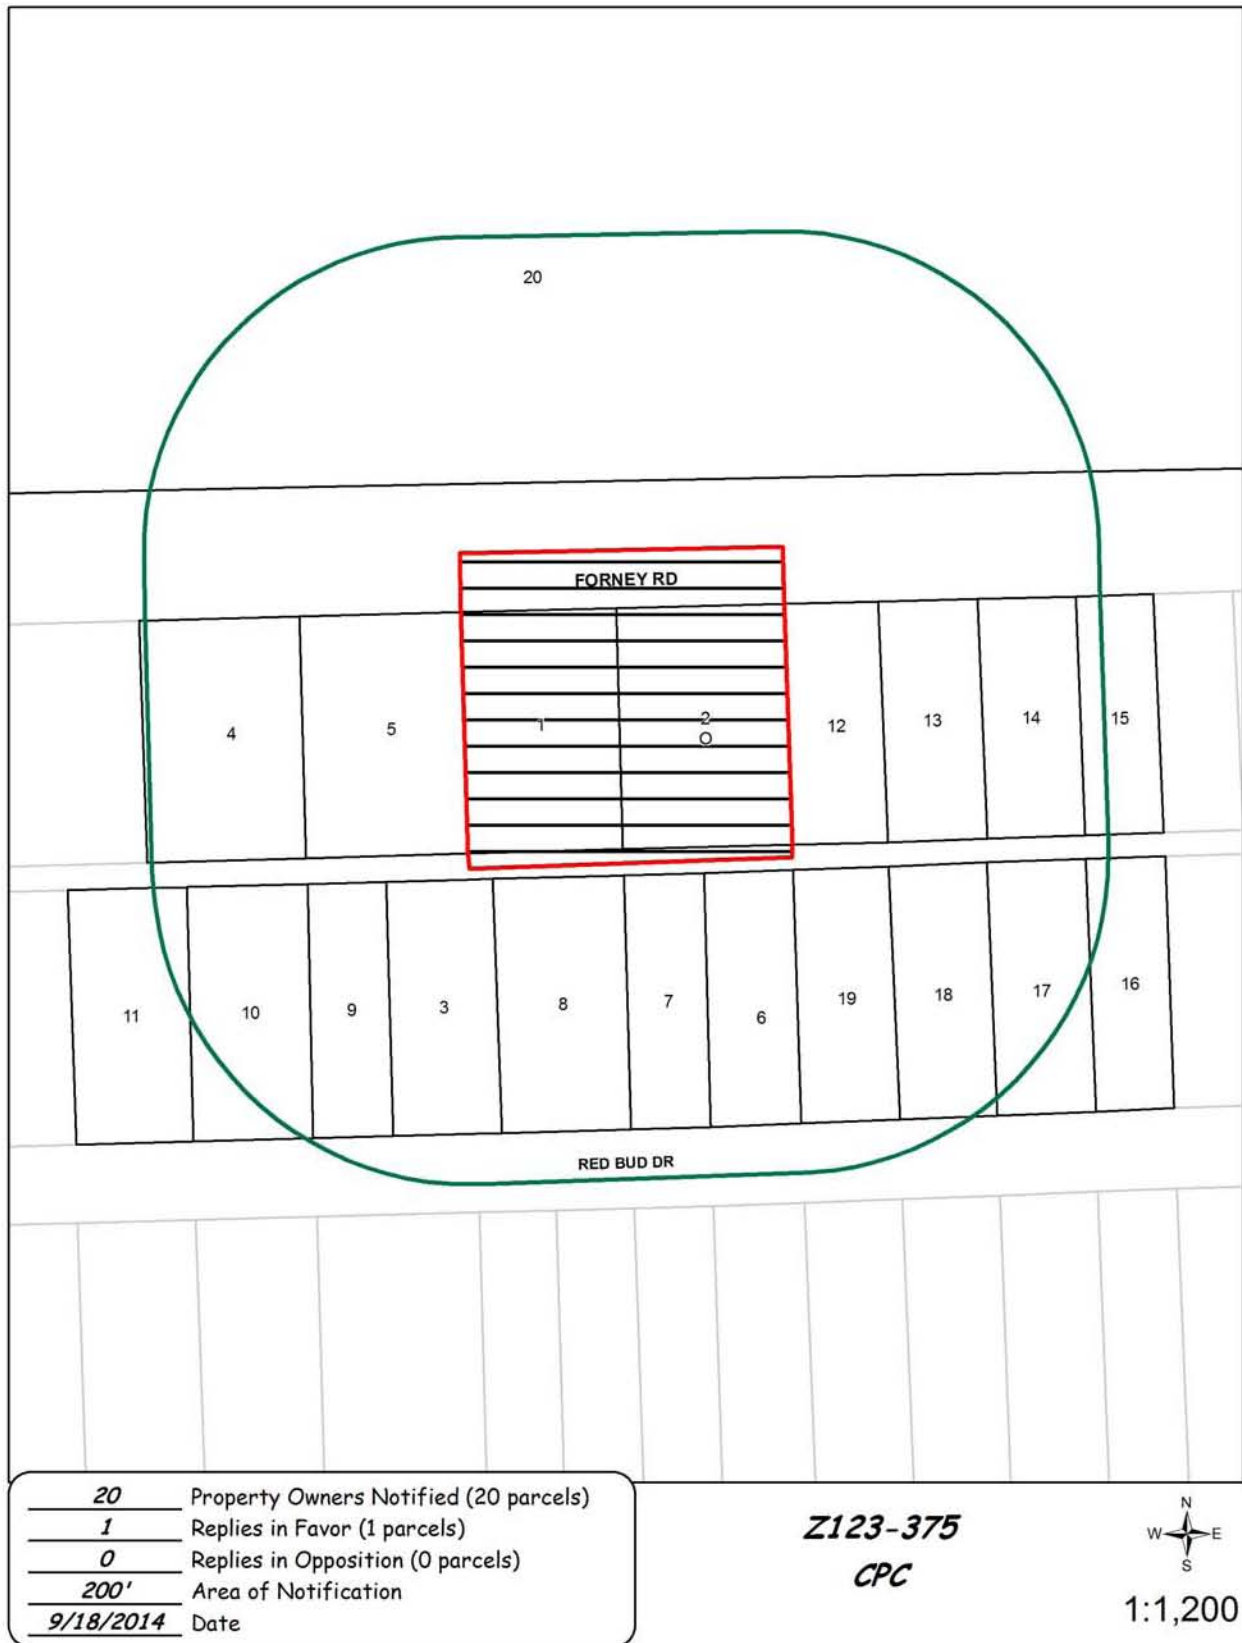 20
FORNEY RD
4 5 1 2 12 13 14 15
O
11 10 9 3 8 7 6 19 18 17 16
RED BUD DR
20 Property Owners Notified (20 parcels)
1 Replies in Favor (1 parcels)
0 Replies in Opposition (0 parcels)
200' Area of Notification
9/18/2014 Date
Z123-375
CPC
N
W E
S
1:1,200